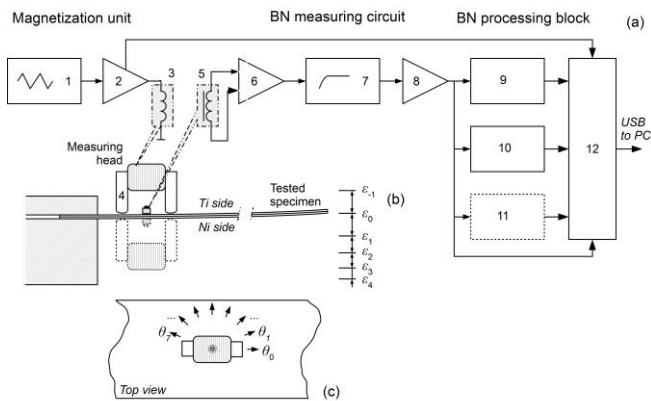 Magnetization unit
BN measuring circuit
BN processing block
(a)
1
2
3
5
6
7
8
9
10
11
12
USB
to PC
Measuring
head
4
Ti side
Ni side
Tested
specimen
(b)
ε-1
ε0
ε1
ε2
ε3
ε4
...
...
θ7
θ1
θ0
Top view
(c)